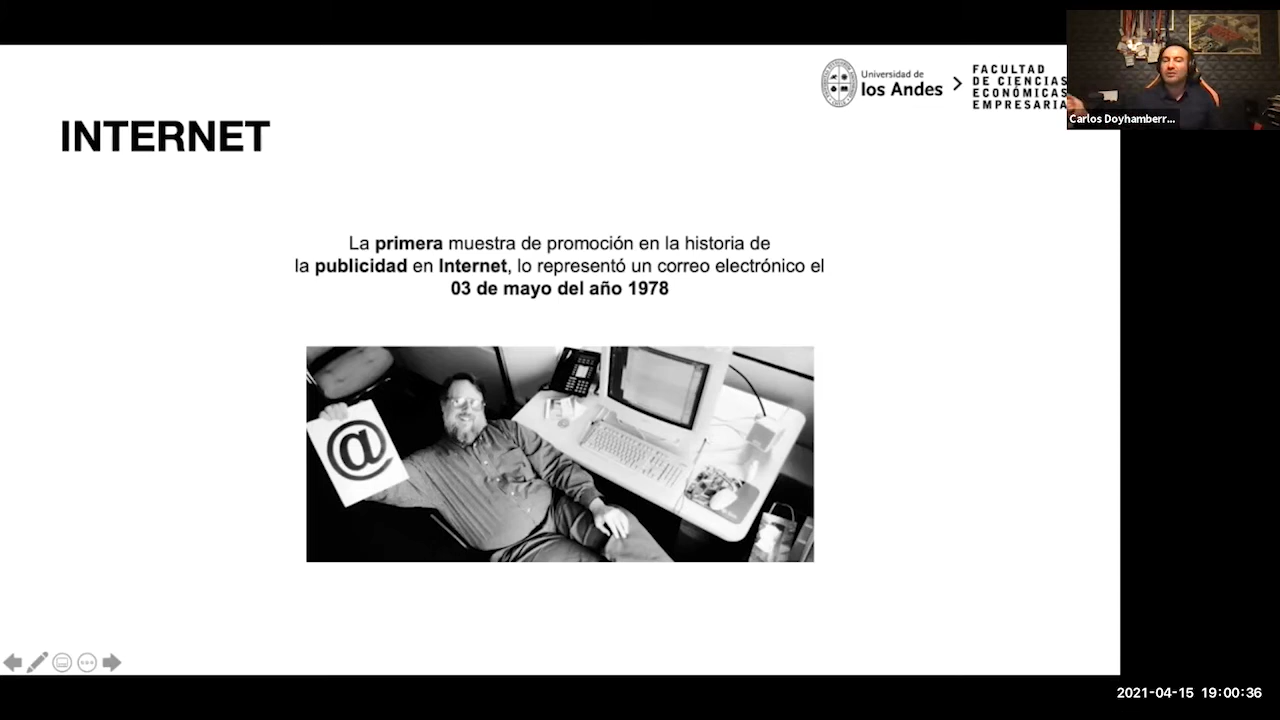 Universidad de
los Andes
FACULTAD
DE CIENCIAS
ECONÓMICAS
EMPRESARIA
Carlos Doyhamberr...
INTERNET
La primera muestra de promoción en la historia de
la publicidad en Internet, lo representó un correo electrónico el
03 de mayo del año 1978
@
2021-04-15 19:00:36